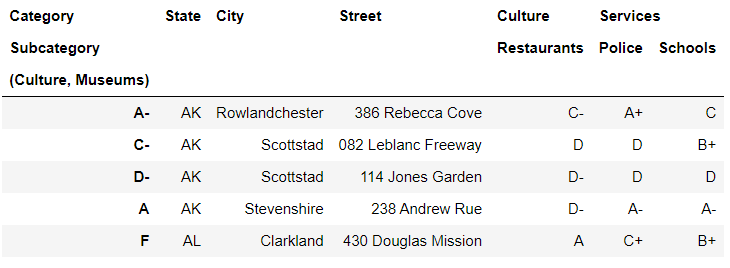 Category State City Street Culture Services
Subcategory Restaurants Police Schools
(Culture, Museums)
A- AK Rowlandchester 386 Rebecca Cove C- A+ C
C- AK Scottstad 082 Leblanc Freeway D D B+
D- AK Scottstad 114 Jones Garden D- D D
A AK Stevenshire 238 Andrew Rue D- A- A-
F AL Clarkland 430 Douglas Mission A C+ B+